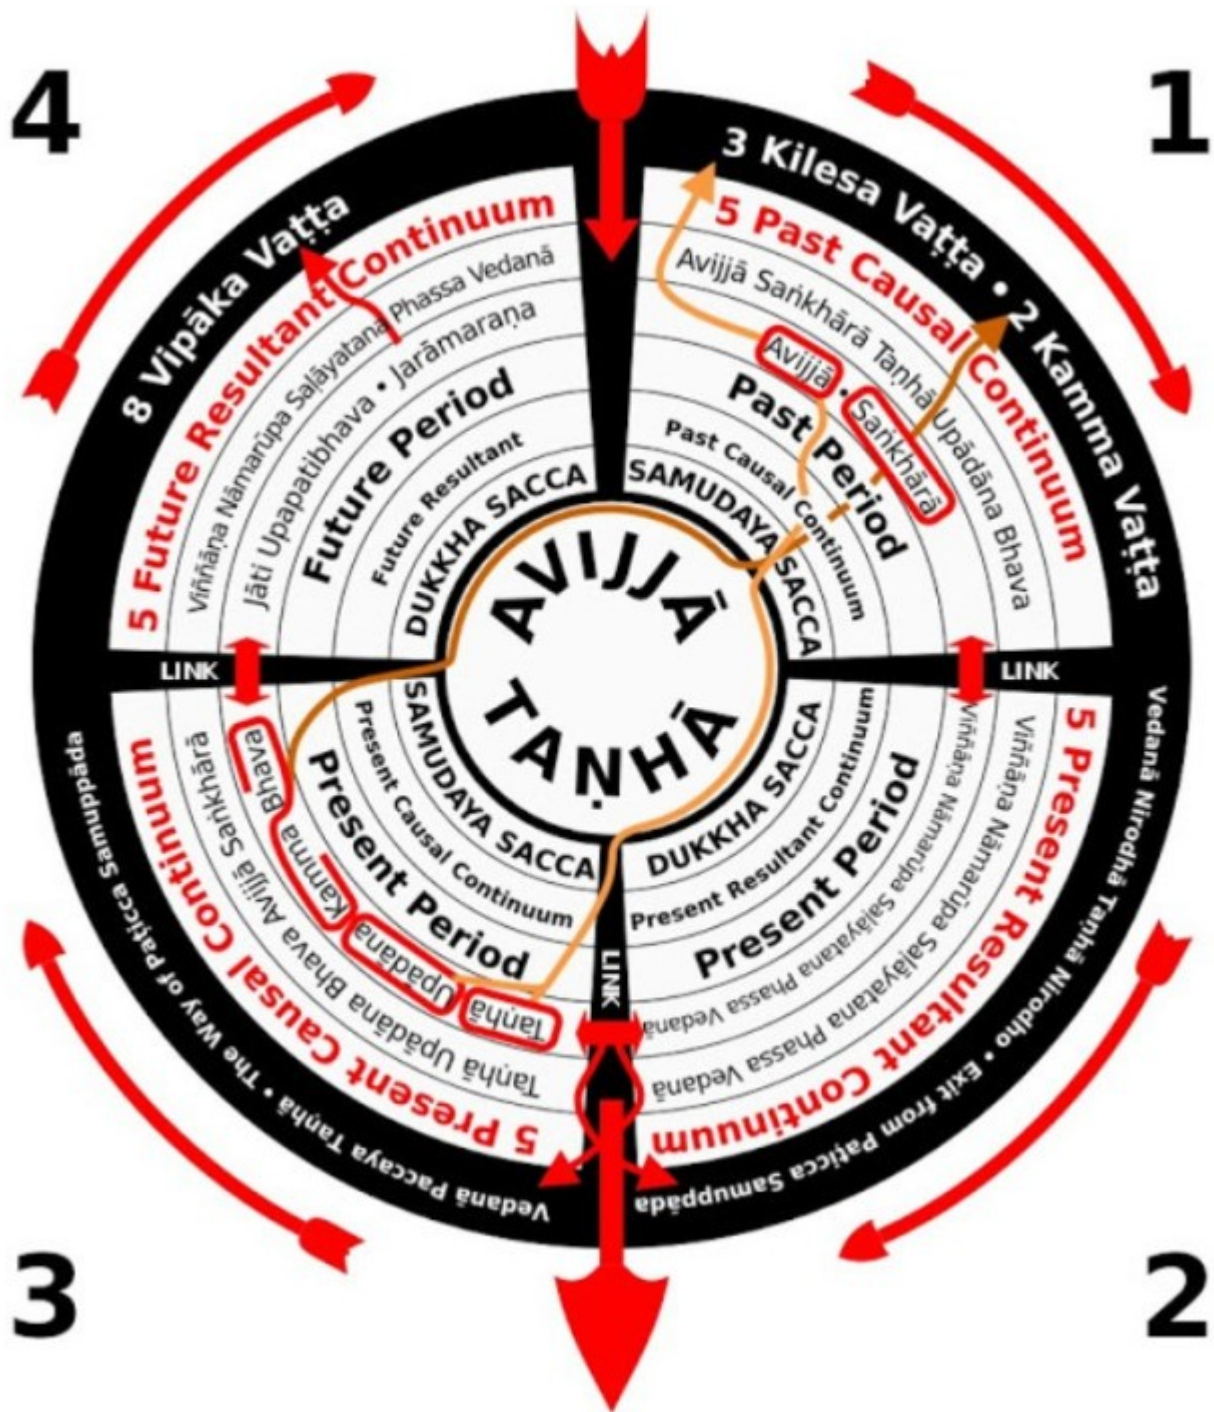 4
1
3 Kilesa Vaṭṭa • 2 Kamma Vaṭṭa
5 Past Causal Continuum
Avijjā Saṅkhārā Taṇhā Upādāna Bhava
Avijjā • Saṅkhārā
Past Period
Past Causal Continuum
SAMUDAYA SACCA
8 Vipāka Vaṭṭa
5 Future Resultant Continuum
Viññāṇa Nāmarūpa Saḷāyatana Phassa Vedanā
Jāti Upapatibhava • Jarāmaraṇa
Future Period
Future Resultant
DUKKHA SACCA
AVIJJĀ
TAṆHĀ
LINK
LINK
LINK
Vedanā Nirodhā Taṇhā Nirodho • Exit from Paṭicca Samuppāda
5 Present Resultant Continuum
Viññāṇa Nāmarūpa Saḷāyatana Phassa Vedanā
Viññāṇa Nāmarūpa Saḷāyatana Phassa Vedanā
Present Period
Present Resultant Continuum
DUKKHA SACCA
Vedanā Paccaya Taṇhā • The Way of Paṭicca Samuppāda
5 Present Causal Continuum
Taṇhā Upādāna Bhava Avijjā Saṅkhārā
Taṇhā Upādāna Kamma Bhava
Present Period
Present Causal Continuum
SAMUDAYA SACCA
3
2